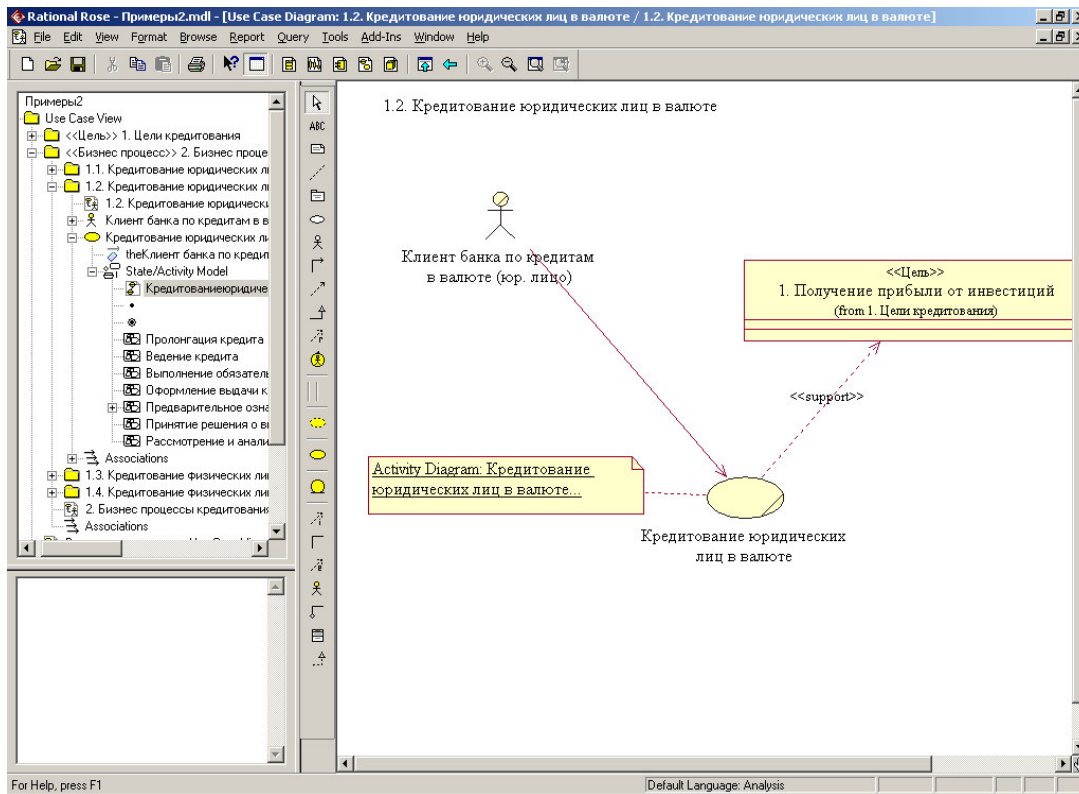 Rational Rose - Примеры2.mdl - [Use Case Diagram: 1.2. Кредитование юридических лиц в валюте / 1.2. Кредитование юридических лиц в валюте]
File Edit View Format Browse Report Query Tools Add-Ins Window Help
Примеры2
Use Case View
<<Цель>> 1. Цели кредитования
<<Бизнес процесс>> 2. Бизнес проце
1.1. Кредитование юридических ли
1.2. Кредитование юридических ли
1.2. Кредитование юридически
Клиент банка по кредитам в в
Кредитование юридических ли
theКлиент банка по кредит
State/Activity Model
Кредитованиеюридиче
Пролонгация кредита
Ведение кредита
Выполнение обязатель
Оформление выдачи к
Предварительное озна
Принятие решения о вы
Рассмотрение и анали
Associations
1.3. Кредитование физических лиц
1.4. Кредитование физических лиц
2. Бизнес процессы кредитования
Associations
ABC
1.2. Кредитование юридических лиц в валюте
Клиент банка по кредитам
в валюте (юр. лицо)
<<Цель>>
1. Получение прибыли от инвестиций
(from 1. Цели кредитования)
<<support>>
Activity Diagram: Кредитование
юридических лиц в валюте...
Кредитование юридических
лиц в валюте
For Help, press F1
Default Language: Analysis